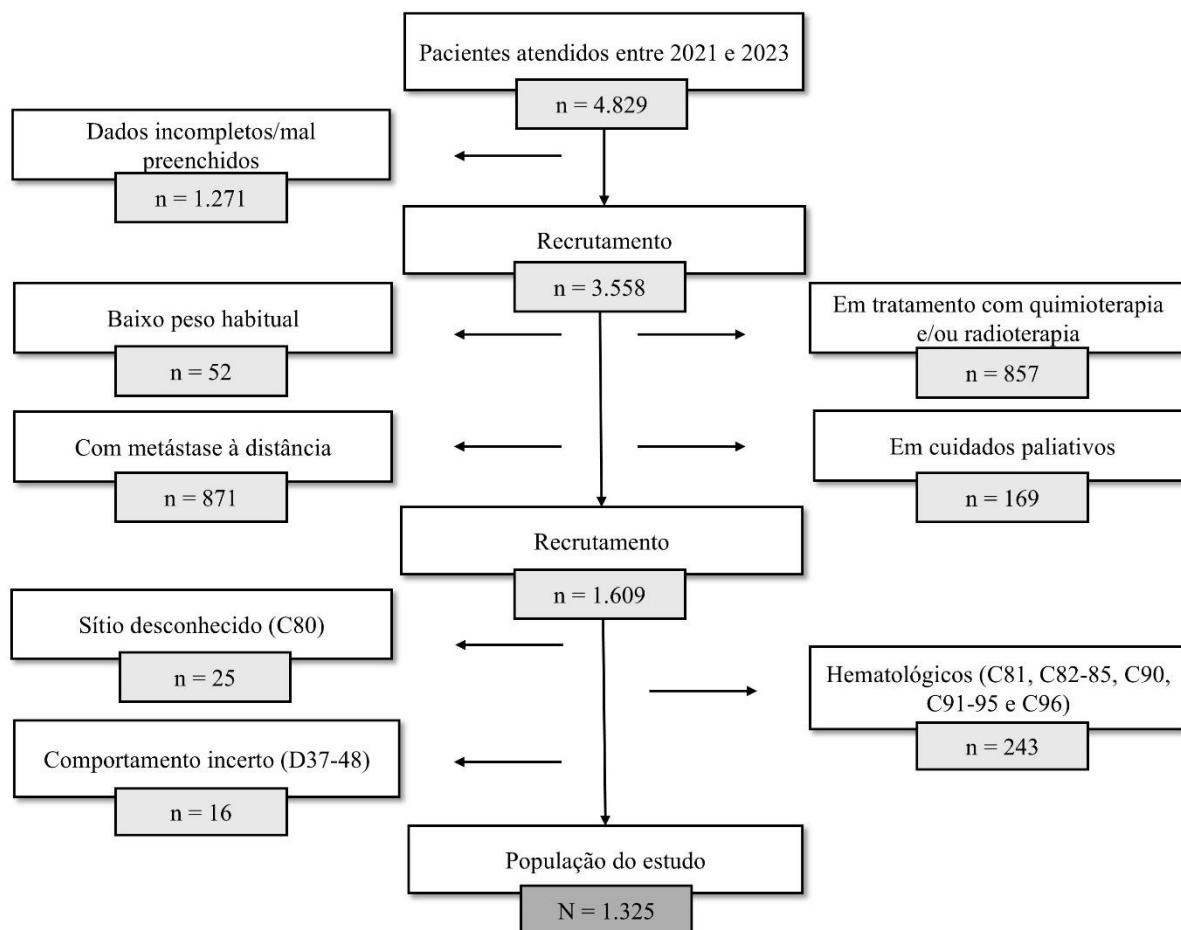 Pacientes atendidos entre 2021 e 2023
n = 4.829
Dados incompletos/mal
preenchidos
n = 1.271
Recrutamento
n = 3.558
Baixo peso habitual
n = 52
Em tratamento com quimioterapia
e/ou radioterapia
n = 857
Com metástase à distância
n = 871
Em cuidados paliativos
n = 169
Recrutamento
n = 1.609
Sítio desconhecido (C80)
n = 25
Hematológicos (C81, C82-85, C90,
C91-95 e C96)
n = 243
Comportamento incerto (D37-48)
n = 16
População do estudo
N = 1.325